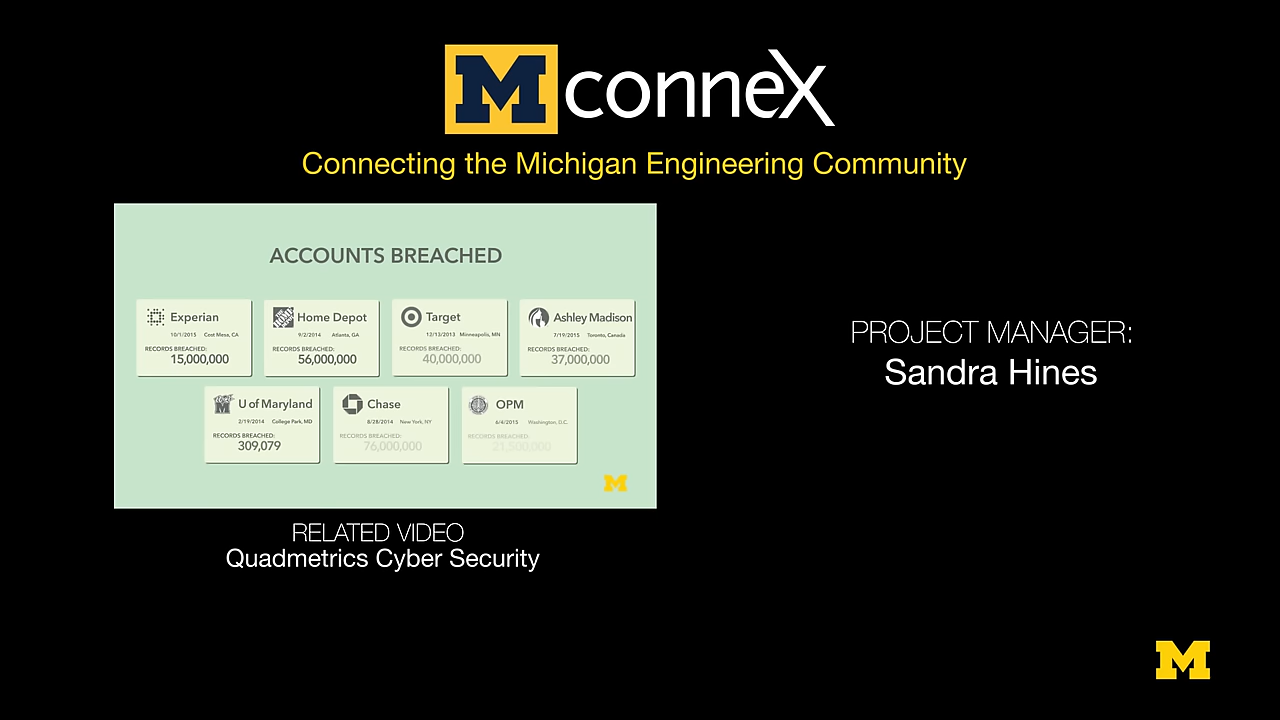 M conneX
Connecting the Michigan Engineering Community
ACCOUNTS BREACHED
Experian
10/1/2015 Cost Mesa, CA
RECORDS BREACHED:
15,000,000
Home Depot
9/2/2014 Atlanta, GA
RECORDS BREACHED:
56,000,000
Target
12/13/2013 Minneapolis, MN
RECORDS BREACHED:
40,000,000
Ashley Madison
7/19/2015 Toronto, Canada
RECORDS BREACHED:
37,000,000
U of Maryland
2/19/2014 College Park, MD
RECORDS BREACHED:
309,079
Chase
8/28/2014 New York, NY
RECORDS BREACHED:
76,000,000
OPM
6/4/2015 Washington, D.C.
RECORDS BREACHED:
21,500,000
M
RELATED VIDEO
Quadmetrics Cyber Security
PROJECT MANAGER:
Sandra Hines
M